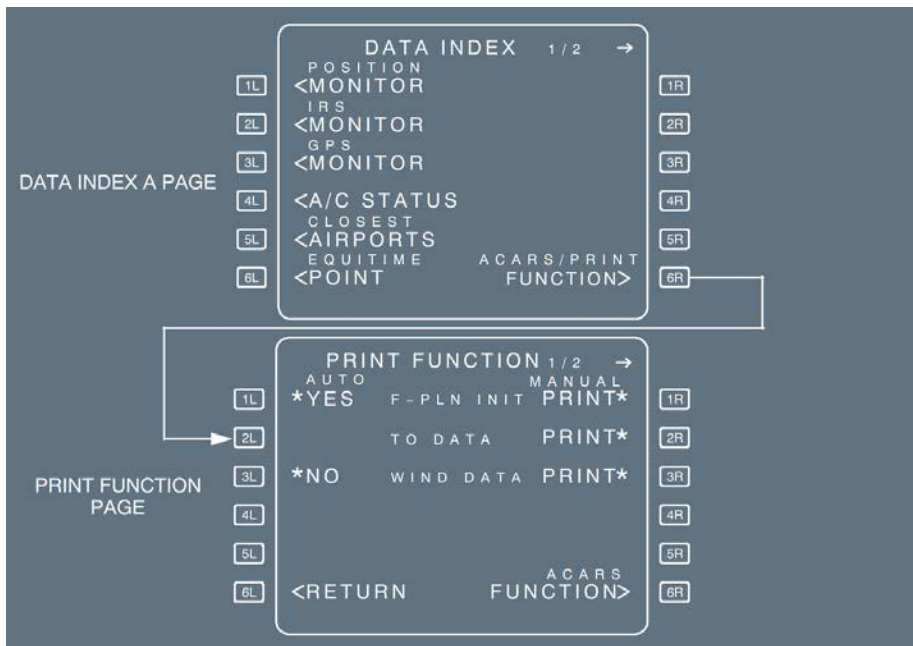 DATA INDEX 1/2 →
POSITION
1L <MONITOR 1R
IRS
2L <MONITOR 2R
GPS
3L <MONITOR 3R
DATA INDEX A PAGE
4L <A/C STATUS 4R
CLOSEST
5L <AIRPORTS 5R
EQUITIME ACARS/PRINT
6L <POINT FUNCTION> 6R
PRINT FUNCTION 1/2 →
AUTO MANUAL
1L *YES F-PLN INIT PRINT* 1R
2L TO DATA PRINT* 2R
3L *NO WIND DATA PRINT* 3R
PRINT FUNCTION
PAGE
4L 4R
5L 5R
ACARS
6L <RETURN FUNCTION> 6R